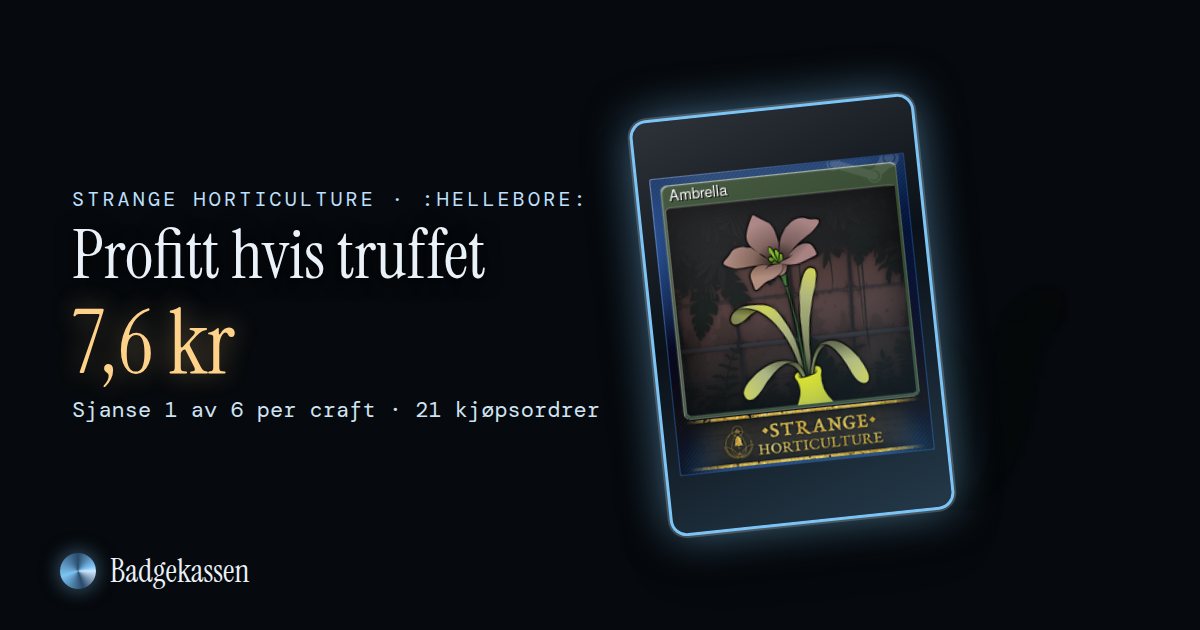 STRANGE HORTICULTURE · :HELLEBORE:
Profitt hvis truffet
7,6 kr
Sjanse 1 av 6 per craft · 21 kjøpsordrer
Ambrella
STRANGE
HORTICULTURE
Badgekassen